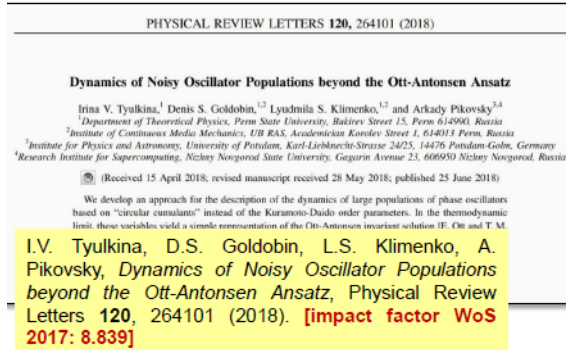 PHYSICAL REVIEW LETTERS 120, 264101 (2018)
Dynamics of Noisy Oscillator Populations beyond the Ott-Antonsen Ansatz
Irina V. Tyulkina,1 Denis S. Goldobin,1,2 Lyudmila S. Klimenko,1,2 and Arkady Pikovsky3,4
1Department of Theoretical Physics, Perm State University, Bukirev Street 15, Perm 614990, Russia
2Institute of Continuous Media Mechanics, UB RAS, Academician Korolev Street 1, 614013 Perm, Russia
3Institute for Physics and Astronomy, University of Potsdam, Karl-Liebknecht-Strasse 24/25, 14476 Potsdam-Golm, Germany
4Research Institute for Supercomputing, Nizhny Novgorod State University, Gagarin Avenue 23, 606950 Nizhny Novgorod, Russia
(Received 15 April 2018; revised manuscript received 28 May 2018; published 25 June 2018)
We develop an approach for the description of the dynamics of large populations of phase oscillators
based on “circular cumulants” instead of the Kuramoto-Daido order parameters. In the thermodynamic
limit, these variables yield a simple representation of the Ott-Antonsen invariant solution [E. Ott and T. M.
I.V. Tyulkina, D.S. Goldobin, L.S. Klimenko, A.
Pikovsky, Dynamics of Noisy Oscillator Populations
beyond the Ott-Antonsen Ansatz, Physical Review
Letters 120, 264101 (2018). [impact factor WoS
2017: 8.839]